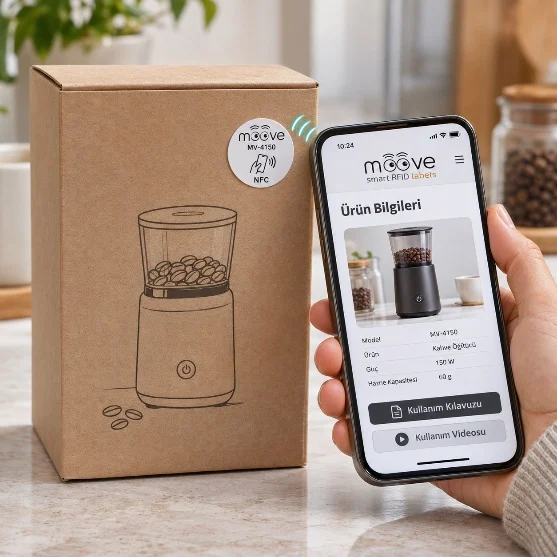 moove
MV-4150
NFC
10:24
moove
smart RFID labels
Ürün Bilgileri
Model MV-4150
Ürün Kahve Öğütücü
Güç 150 W
Hazne Kapasitesi 60 g
Kullanım Kılavuzu
Kullanım Videosu